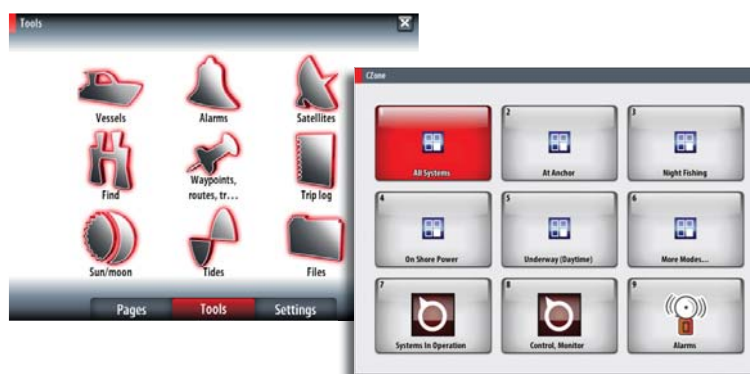 Tools
Vessels
Alarms
Satellites
Find
Waypoints,
routes, tr...
Trip log
Sun/moon
Tides
Files
Pages
Tools
Settings
CZone
1
All Systems
2
At Anchor
3
Night Fishing
4
On Shore Power
5
Underway (Daytime)
6
More Modes...
7
Systems In Operation
8
Control, Monitor
9
Alarms